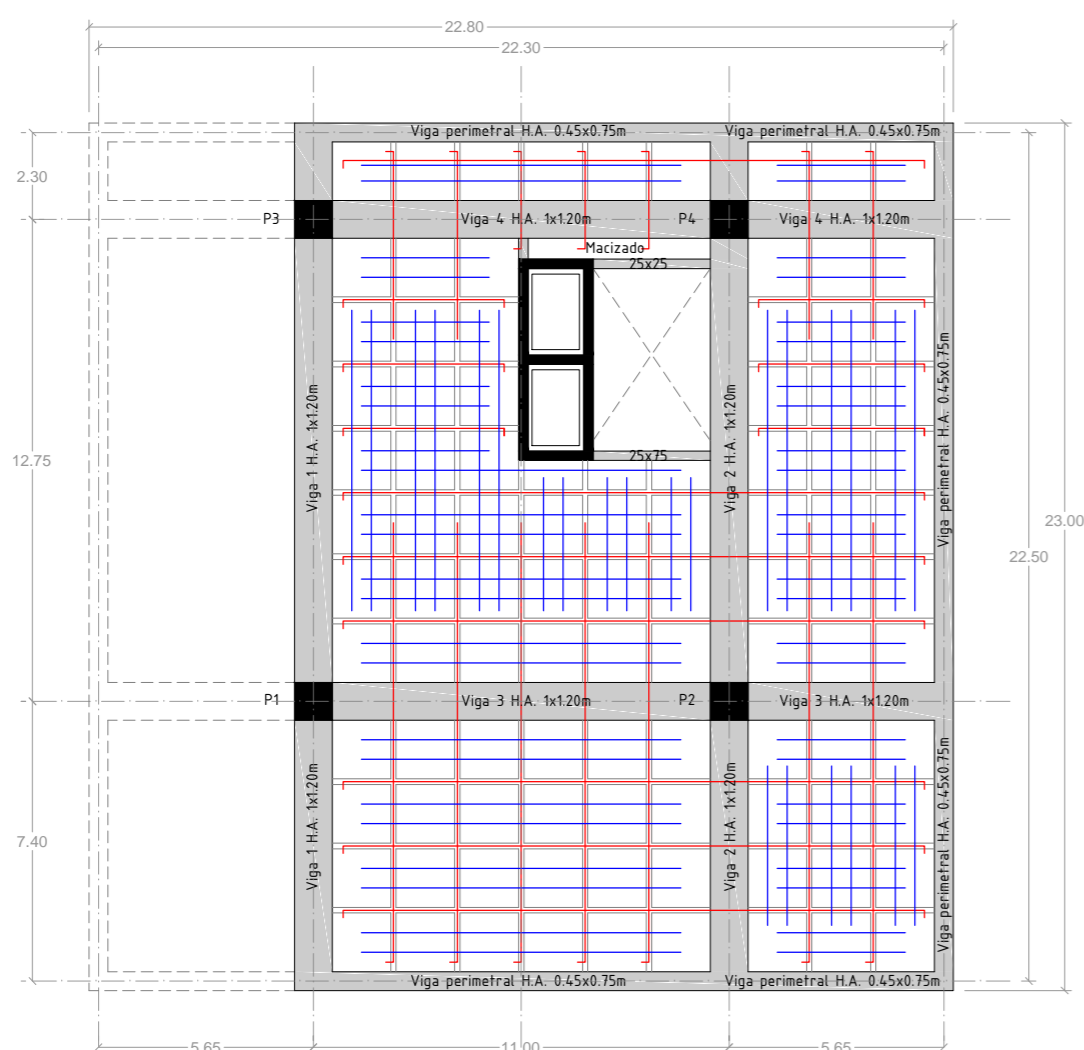 22.80
22.30
Viga perimetral H.A. 0.45x0.75m
Viga perimetral H.A. 0.45x0.75m
2.30
P3
Viga 4 H.A. 1x1.20m
P4
Viga 4 H.A. 1x1.20m
Macizado
25x25
Viga 1 H.A. 1x1.20m
Viga 2 H.A. 1x1.20m
Viga perimetral H.A. 0.45x0.75m
12.75
25x75
23.00
22.50
P1
Viga 3 H.A. 1x1.20m
P2
Viga 3 H.A. 1x1.20m
7.40
Viga 1 H.A. 1x1.20m
Viga 2 H.A. 1x1.20m
Viga perimetral H.A. 0.45x0.75m
Viga perimetral H.A. 0.45x0.75m
Viga perimetral H.A. 0.45x0.75m
5.65
11.00
5.65